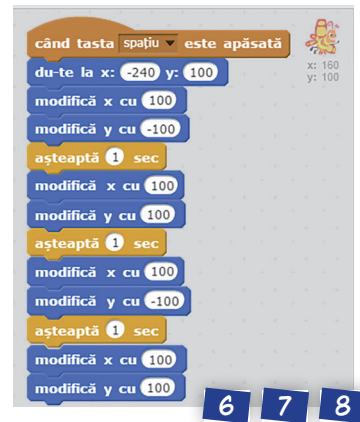 când tasta spațiu este apăsată
du-te la x: -240 y: 100
x: 160
y: 100
modifică x cu 100
modifică y cu -100
așteaptă 1 sec
modifică x cu 100
modifică y cu 100
așteaptă 1 sec
modifică x cu 100
modifică y cu -100
așteaptă 1 sec
modifică x cu 100
modifică y cu 100
6 7 8